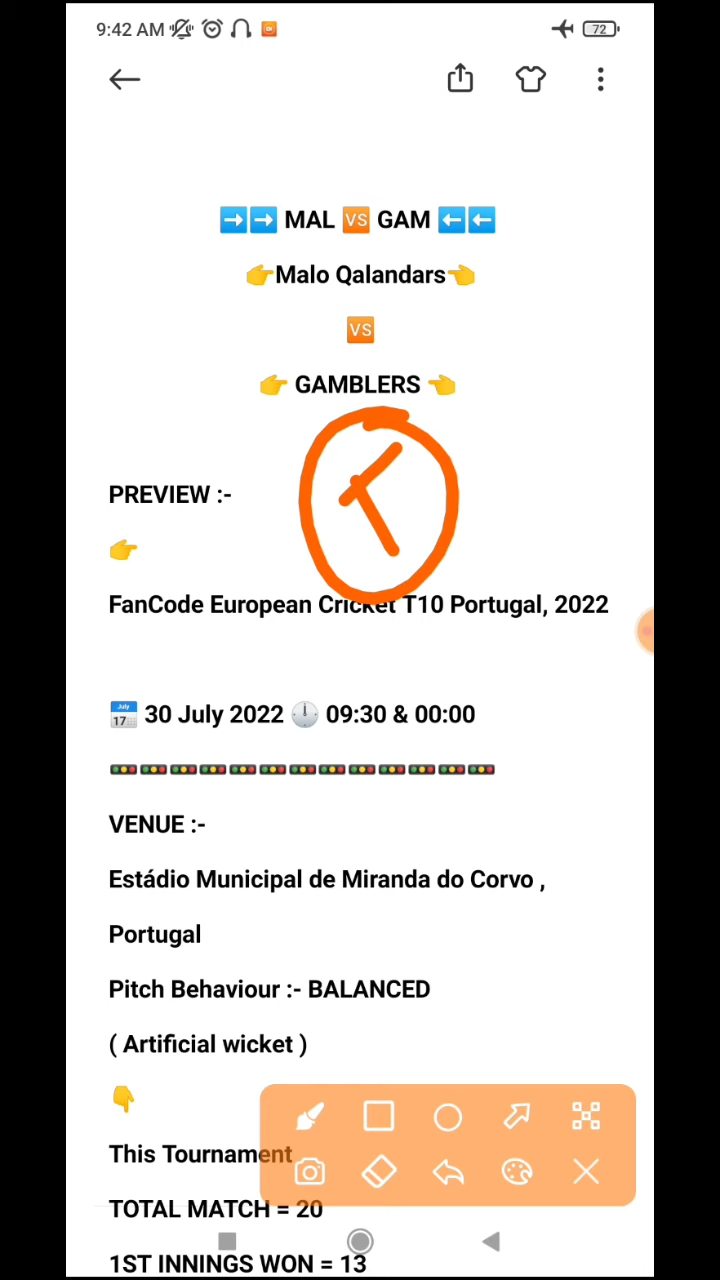 9:42 AM 72
➡️➡️ MAL 🆚 GAM ⬅️⬅️
👉Malo Qalandars👈
🆚
👉 GAMBLERS 👈
PREVIEW :-
👉
FanCode European Cricket T10 Portugal, 2022
📅 30 July 2022 🕛 09:30 & 00:00
🚥🚥🚥🚥🚥🚥🚥🚥🚥🚥🚥🚥🚥
VENUE :-
Estádio Municipal de Miranda do Corvo ,
Portugal
Pitch Behaviour :- BALANCED
( Artificial wicket )
👇
This Tournament
TOTAL MATCH = 20
1ST INNINGS WON = 13